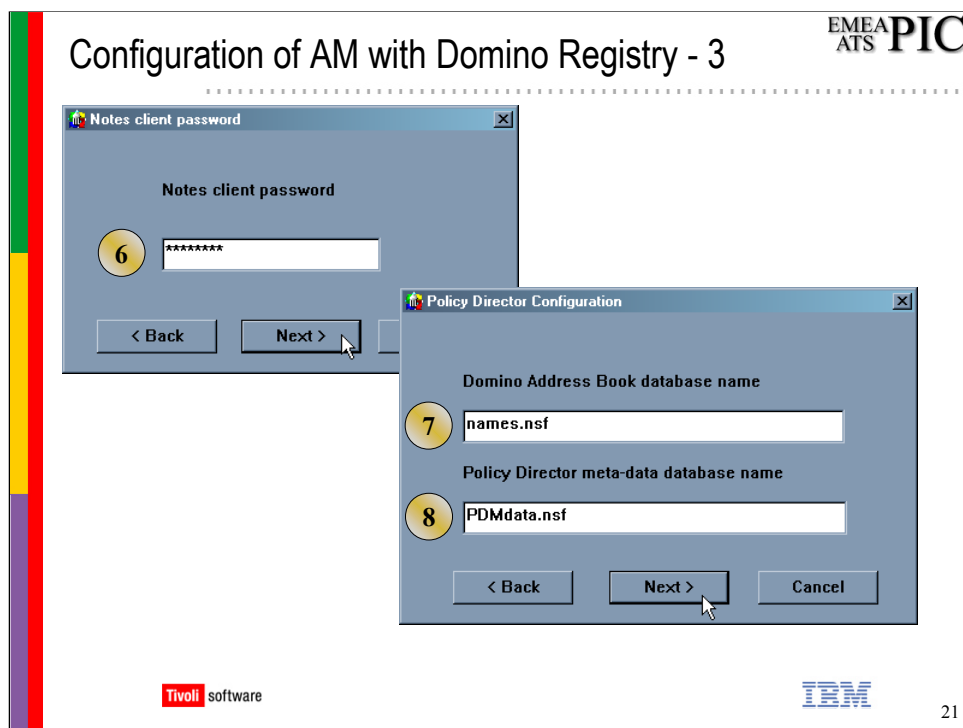 Configuration of AM with Domino Registry - 3
EMEA
ATS PIC
Notes client password
Notes client password
6
********
< Back
Next >
Policy Director Configuration
Domino Address Book database name
7
names.nsf
Policy Director meta-data database name
8
PDMdata.nsf
< Back
Next >
Cancel
Tivoli software
IBM
21